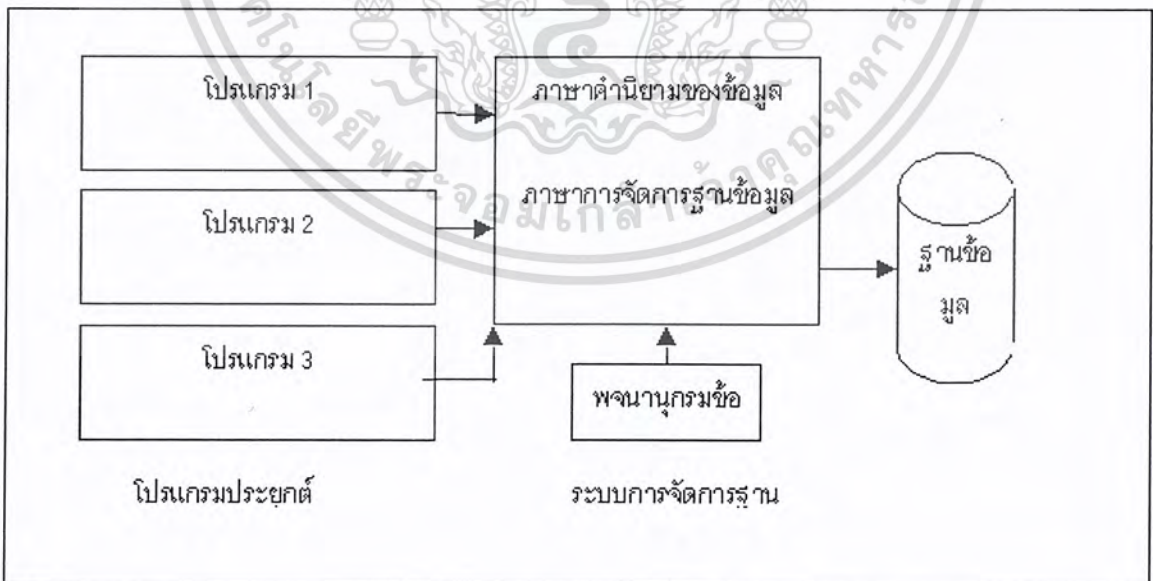 โปรแกรม 1
ภาษาคำนิยามของข้อมูล
ภาษาการจัดการฐานข้อมูล
โปรแกรม 2
ฐานข้อ
มูล
โปรแกรม 3
พจนานุกรมข้อ
โปรแกรมประยุกต์
ระบบการจัดการฐาน